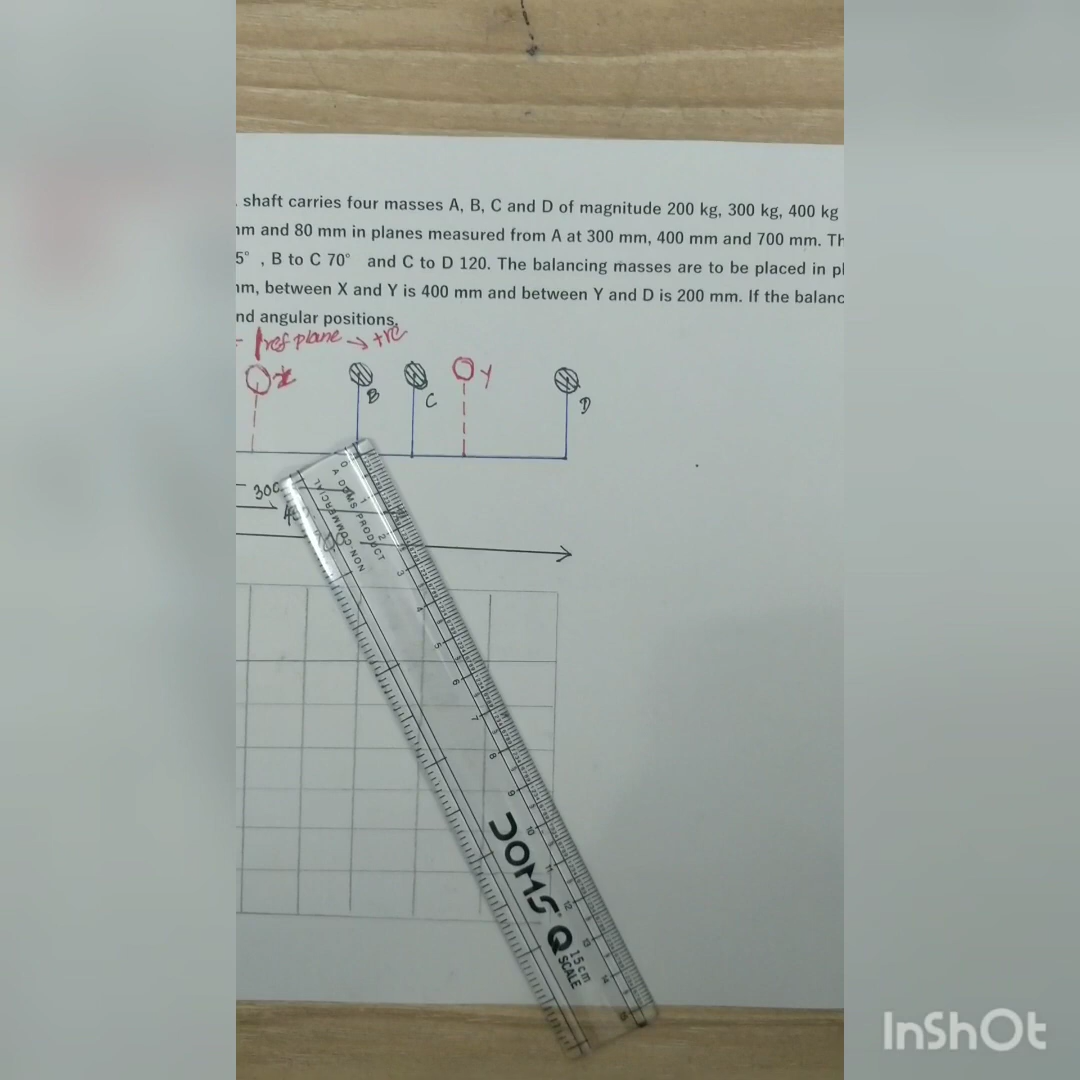 shaft carries four masses A, B, C and D of magnitude 200 kg, 300 kg, 400 kg
mm and 80 mm in planes measured from A at 300 mm, 400 mm and 700 mm. Th
5° , B to C 70° and C to D 120. The balancing masses are to be placed in pl
mm, between X and Y is 400 mm and between Y and D is 200 mm. If the balanc
nd angular positions.
ref plane → +ve
x B C Y D
300
0 1 2 3 4 5 6 7 8 9 10 11 12 13 14 15
A DOMS PRODUCT
NON COMMERCIAL
DOMS Q
15 cm
SCALE
InShOt